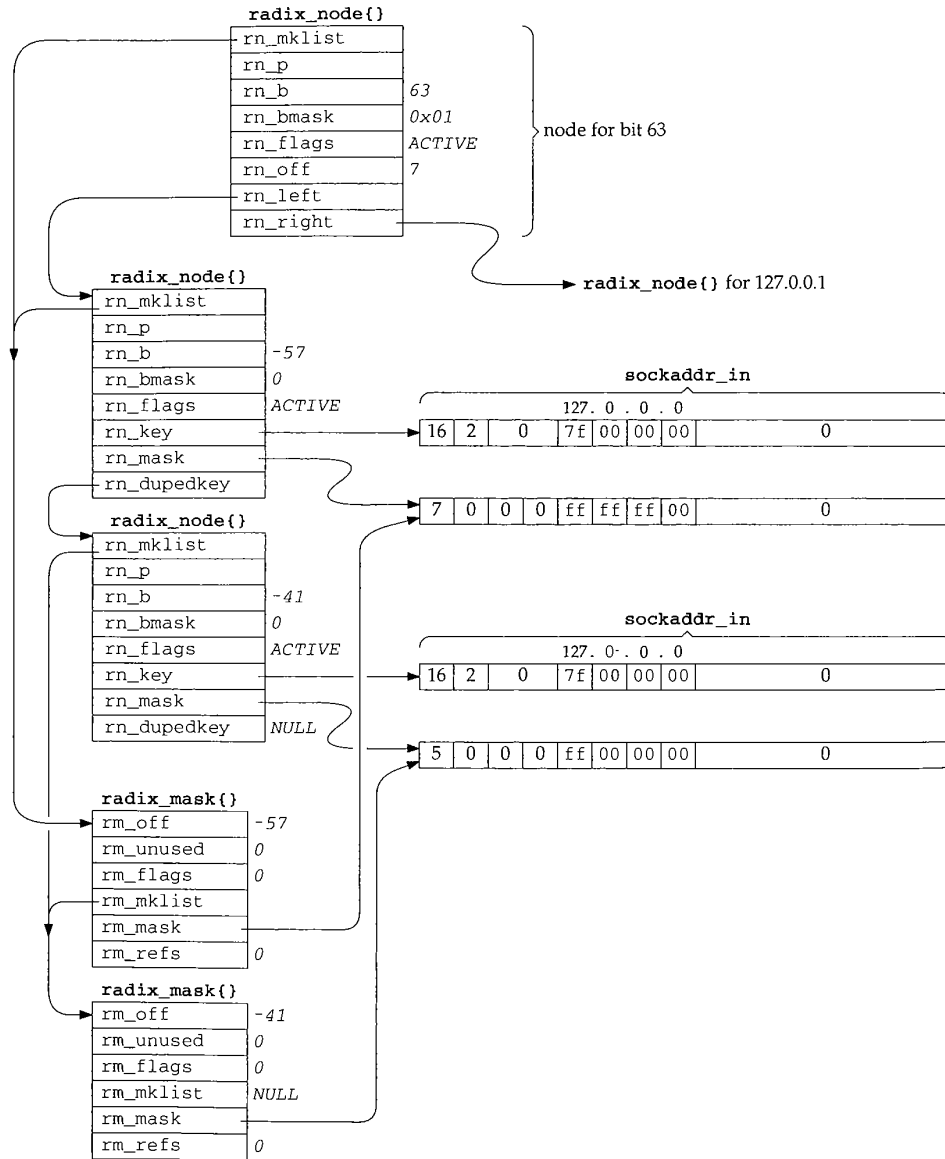 radix_node{}
rn_mklist
rn_p
rn_b 63
rn_bmask 0x01
rn_flags ACTIVE
rn_off 7
rn_left
rn_right
node for bit 63
radix_node{} for 127.0.0.1
radix_node{}
rn_mklist
rn_p
rn_b -57
rn_bmask 0
rn_flags ACTIVE
rn_key
rn_mask
rn_dupedkey
sockaddr_in
127. 0 . 0 . 0
16 2 0 7f 00 00 00 0
7 0 0 0 ff ff ff 00 0
radix_node{}
rn_mklist
rn_p
rn_b -41
rn_bmask 0
rn_flags ACTIVE
rn_key
rn_mask
rn_dupedkey NULL
sockaddr_in
127. 0 . 0 . 0
16 2 0 7f 00 00 00 0
5 0 0 0 ff 00 00 00 0
radix_mask{}
rm_off -57
rm_unused 0
rm_flags 0
rm_mklist
rm_mask
rm_refs 0
radix_mask{}
rm_off -41
rm_unused 0
rm_flags 0
rm_mklist NULL
rm_mask
rm_refs 0